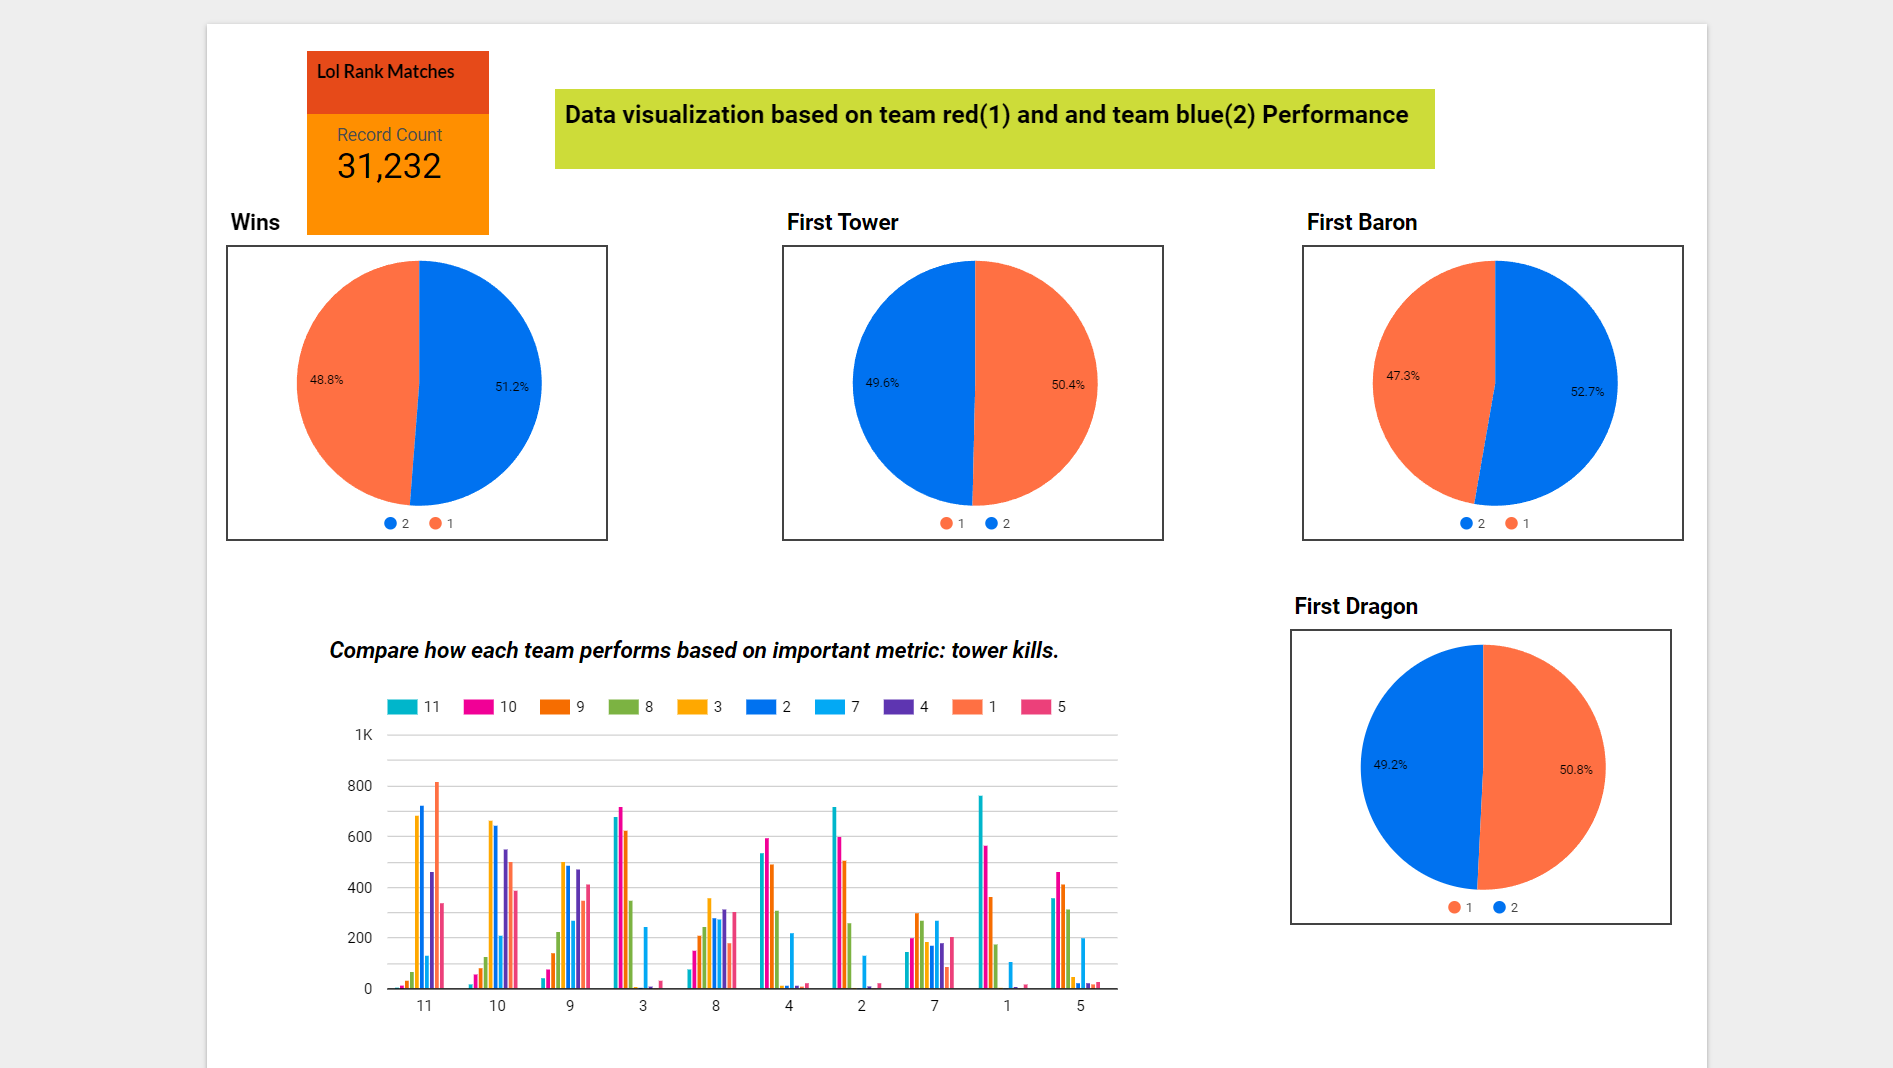 Lol Rank Matches
Record Count
31,232
Data visualization based on team red(1) and and team blue(2) Performance
Wins
48.8%
51.2%
2 1
First Tower
49.6%
50.4%
1 2
First Baron
47.3%
52.7%
2 1
First Dragon
49.2%
50.8%
1 2
Compare how each team performs based on important metric: tower kills.
11 10 9 8 3 2 7 4 1 5
1K
800
600
400
200
0
11 10 9 3 8 4 2 7 1 5